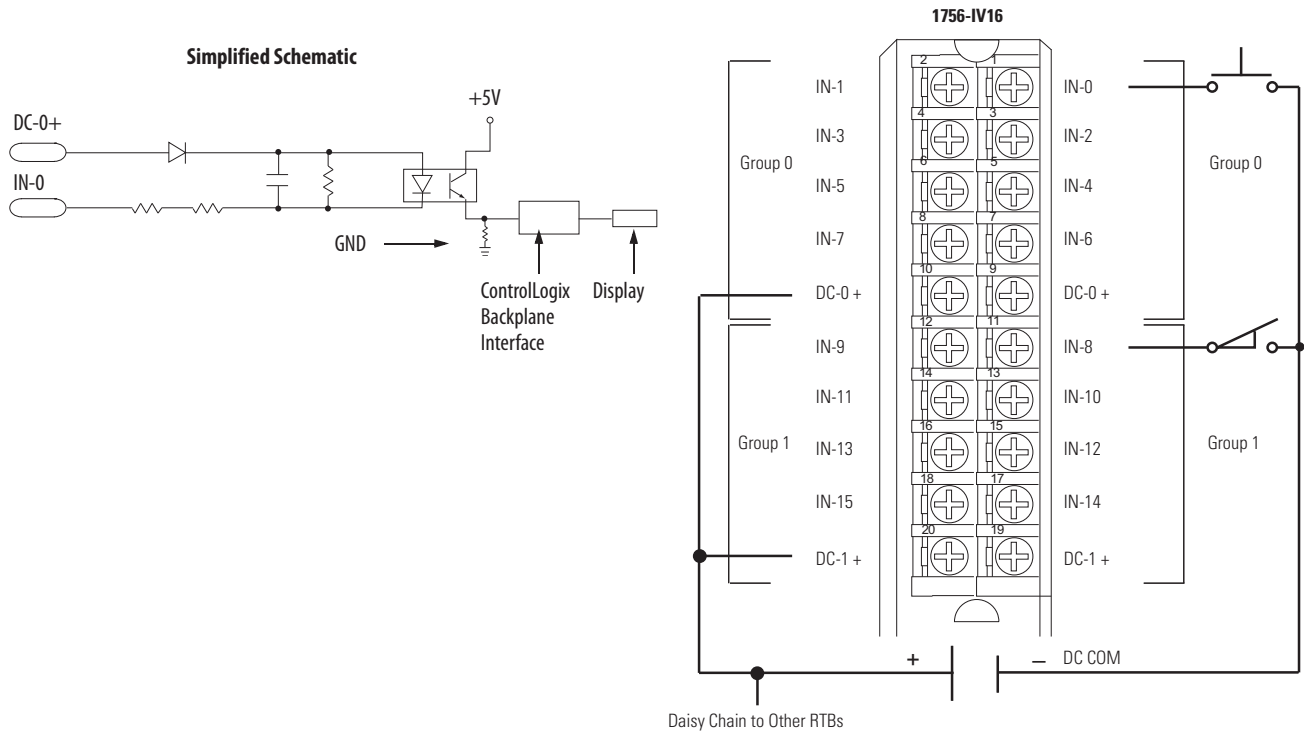 Simplified Schematic
DC-0+
+5V
IN-0
GND
ControlLogix
Backplane
Interface
Display
1756-IV16
2 1
IN-1 IN-0
4 3
IN-3 IN-2
6 5
Group 0 Group 0
IN-5 IN-4
8 7
IN-7 IN-6
10 9
DC-0 + DC-0 +
12 11
IN-9 IN-8
14 13
IN-11 IN-10
16 15
Group 1 IN-13 IN-12 Group 1
18 17
IN-15 IN-14
20 19
DC-1 + DC-1 +
+ – DC COM
Daisy Chain to Other RTBs